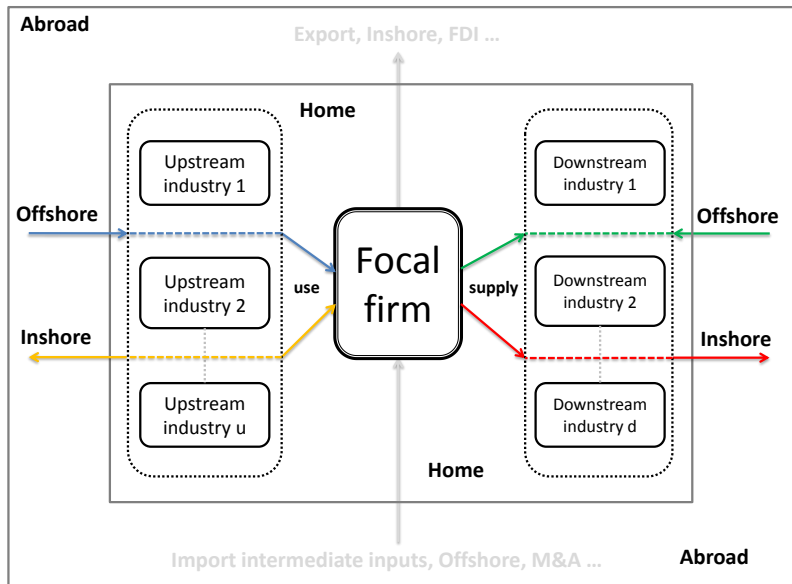 Abroad
Export, Inshore, FDI ...
Home
Upstream
industry 1
Downstream
industry 1
Offshore
Offshore
Focal
firm
use
supply
Upstream
industry 2
Downstream
industry 2
Inshore
Inshore
Upstream
industry u
Downstream
industry d
Home
Import intermediate inputs, Offshore, M&A ...
Abroad